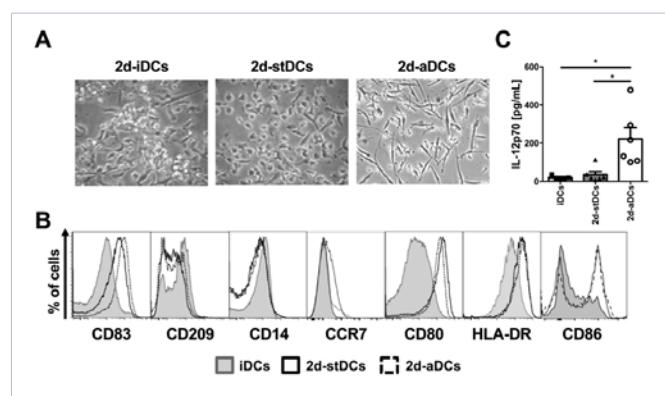 A
2d-iDCs 2d-stDCs 2d-aDCs
C
*
*
IL-12p70 [pg/mL]
600
400
200
0
iDCs
2d-stDCs
2d-aDCs
B
% of cells
CD83 CD209 CD14 CCR7 CD80 HLA-DR CD86
iDCs 2d-stDCs 2d-aDCs